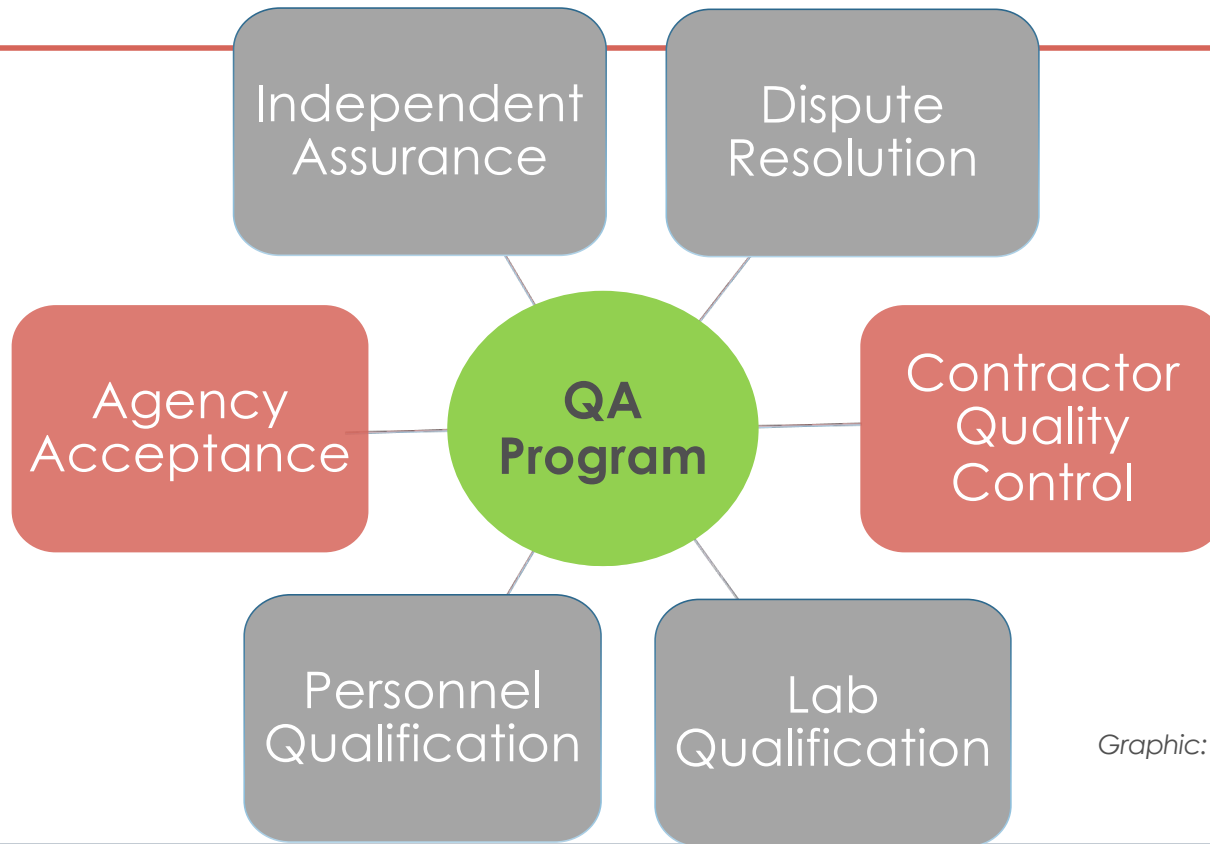 Independent
Assurance
Dispute
Resolution
Agency
Acceptance
QA
Program
Contractor
Quality
Control
Personnel
Qualification
Lab
Qualification
Graphic: